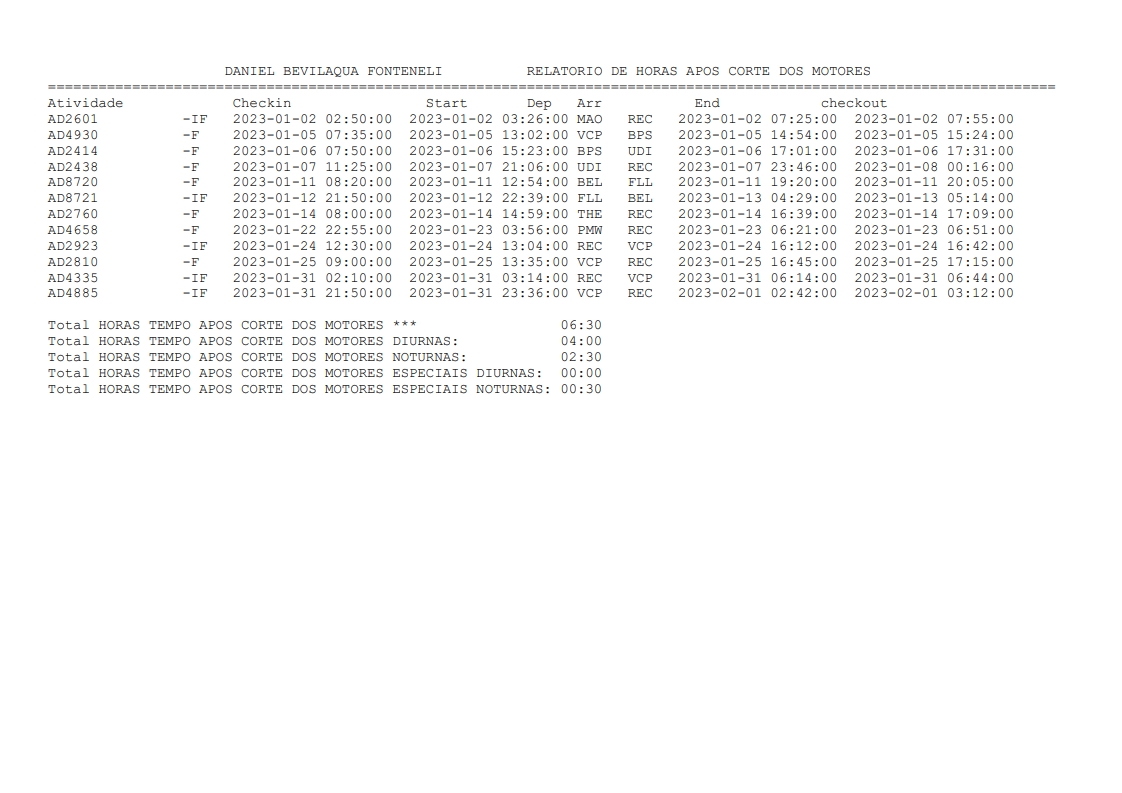 DANIEL BEVILAQUA FONTENELI          RELATORIO DE HORAS APOS CORTE DOS MOTORES
========================================================================================================================
Atividade             Checkin                Start       Dep   Arr           End            checkout
AD2601          -IF   2023-01-02 02:50:00  2023-01-02 03:26:00 MAO   REC   2023-01-02 07:25:00  2023-01-02 07:55:00
AD4930          -F    2023-01-05 07:35:00  2023-01-05 13:02:00 VCP   BPS   2023-01-05 14:54:00  2023-01-05 15:24:00
AD2414          -F    2023-01-06 07:50:00  2023-01-06 15:23:00 BPS   UDI   2023-01-06 17:01:00  2023-01-06 17:31:00
AD2438          -F    2023-01-07 11:25:00  2023-01-07 21:06:00 UDI   REC   2023-01-07 23:46:00  2023-01-08 00:16:00
AD8720          -F    2023-01-11 08:20:00  2023-01-11 12:54:00 BEL   FLL   2023-01-11 19:20:00  2023-01-11 20:05:00
AD8721          -IF   2023-01-12 21:50:00  2023-01-12 22:39:00 FLL   BEL   2023-01-13 04:29:00  2023-01-13 05:14:00
AD2760          -F    2023-01-14 08:00:00  2023-01-14 14:59:00 THE   REC   2023-01-14 16:39:00  2023-01-14 17:09:00
AD4658          -F    2023-01-22 22:55:00  2023-01-23 03:56:00 PMW   REC   2023-01-23 06:21:00  2023-01-23 06:51:00
AD2923          -IF   2023-01-24 12:30:00  2023-01-24 13:04:00 REC   VCP   2023-01-24 16:12:00  2023-01-24 16:42:00
AD2810          -F    2023-01-25 09:00:00  2023-01-25 13:35:00 VCP   REC   2023-01-25 16:45:00  2023-01-25 17:15:00
AD4335          -IF   2023-01-31 02:10:00  2023-01-31 03:14:00 REC   VCP   2023-01-31 06:14:00  2023-01-31 06:44:00
AD4885          -IF   2023-01-31 21:50:00  2023-01-31 23:36:00 VCP   REC   2023-02-01 02:42:00  2023-02-01 03:12:00
Total HORAS TEMPO APOS CORTE DOS MOTORES ***                 06:30
Total HORAS TEMPO APOS CORTE DOS MOTORES DIURNAS:            04:00
Total HORAS TEMPO APOS CORTE DOS MOTORES NOTURNAS:           02:30
Total HORAS TEMPO APOS CORTE DOS MOTORES ESPECIAIS DIURNAS:  00:00
Total HORAS TEMPO APOS CORTE DOS MOTORES ESPECIAIS NOTURNAS: 00:30